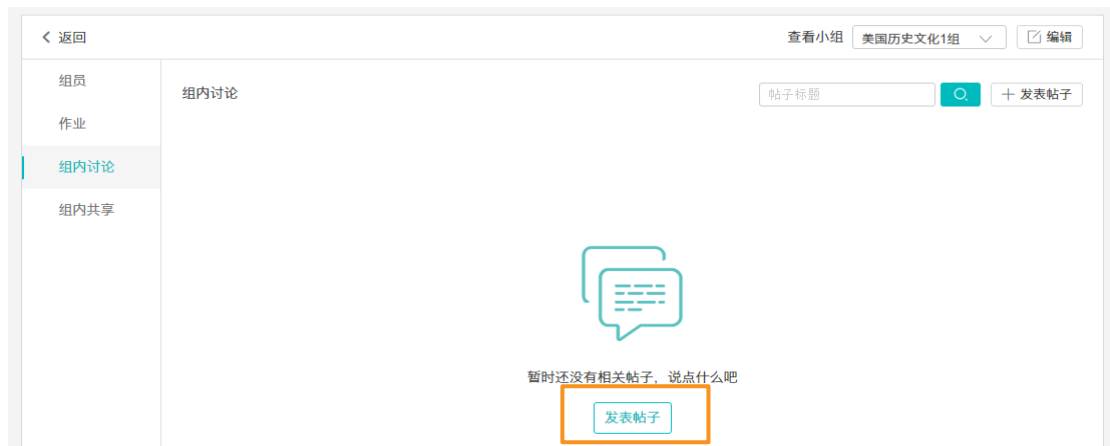 返回
查看小组 美国历史文化1组 编辑
组员
组内讨论 帖子标题 发表帖子
作业
组内讨论
组内共享
暂时还没有相关帖子，说点什么吧
发表帖子